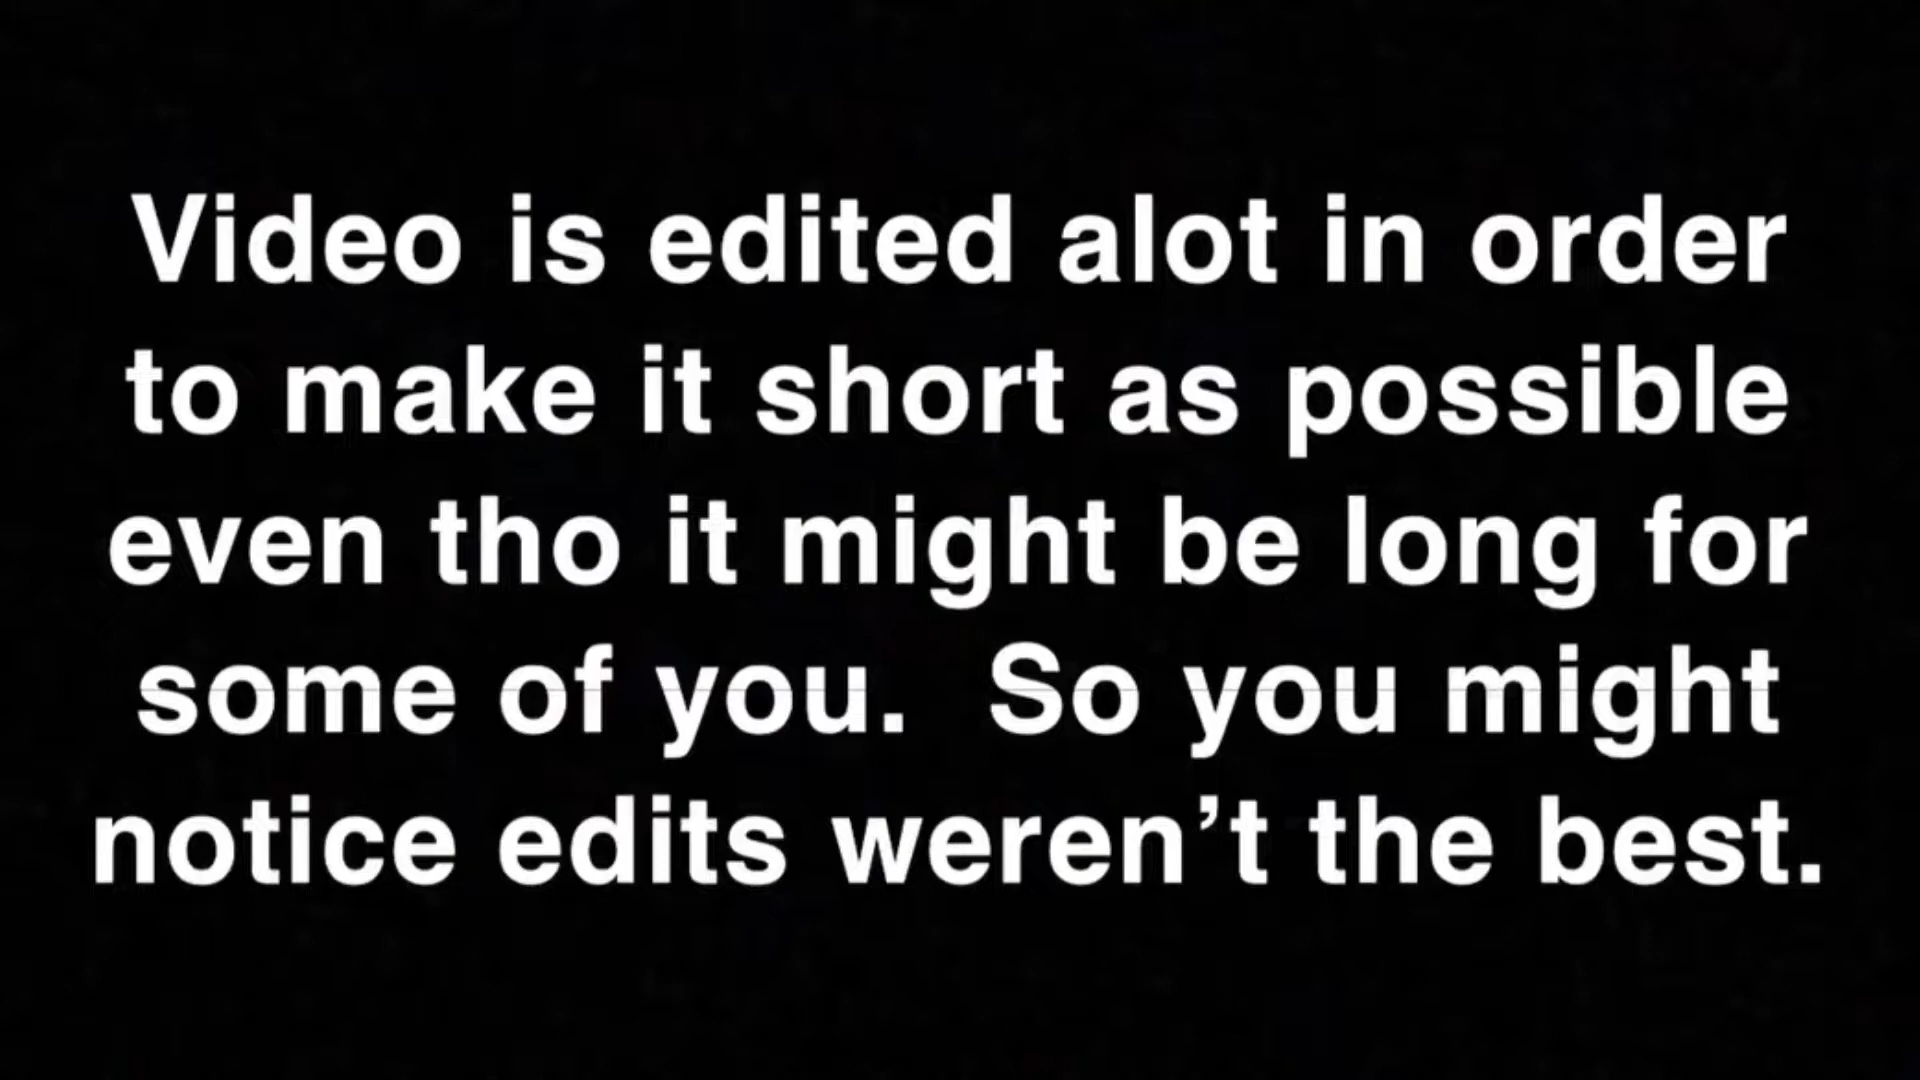 Video is edited alot in order
to make it short as possible
even tho it might be long for
some of you.  So you might
notice edits weren’t the best.